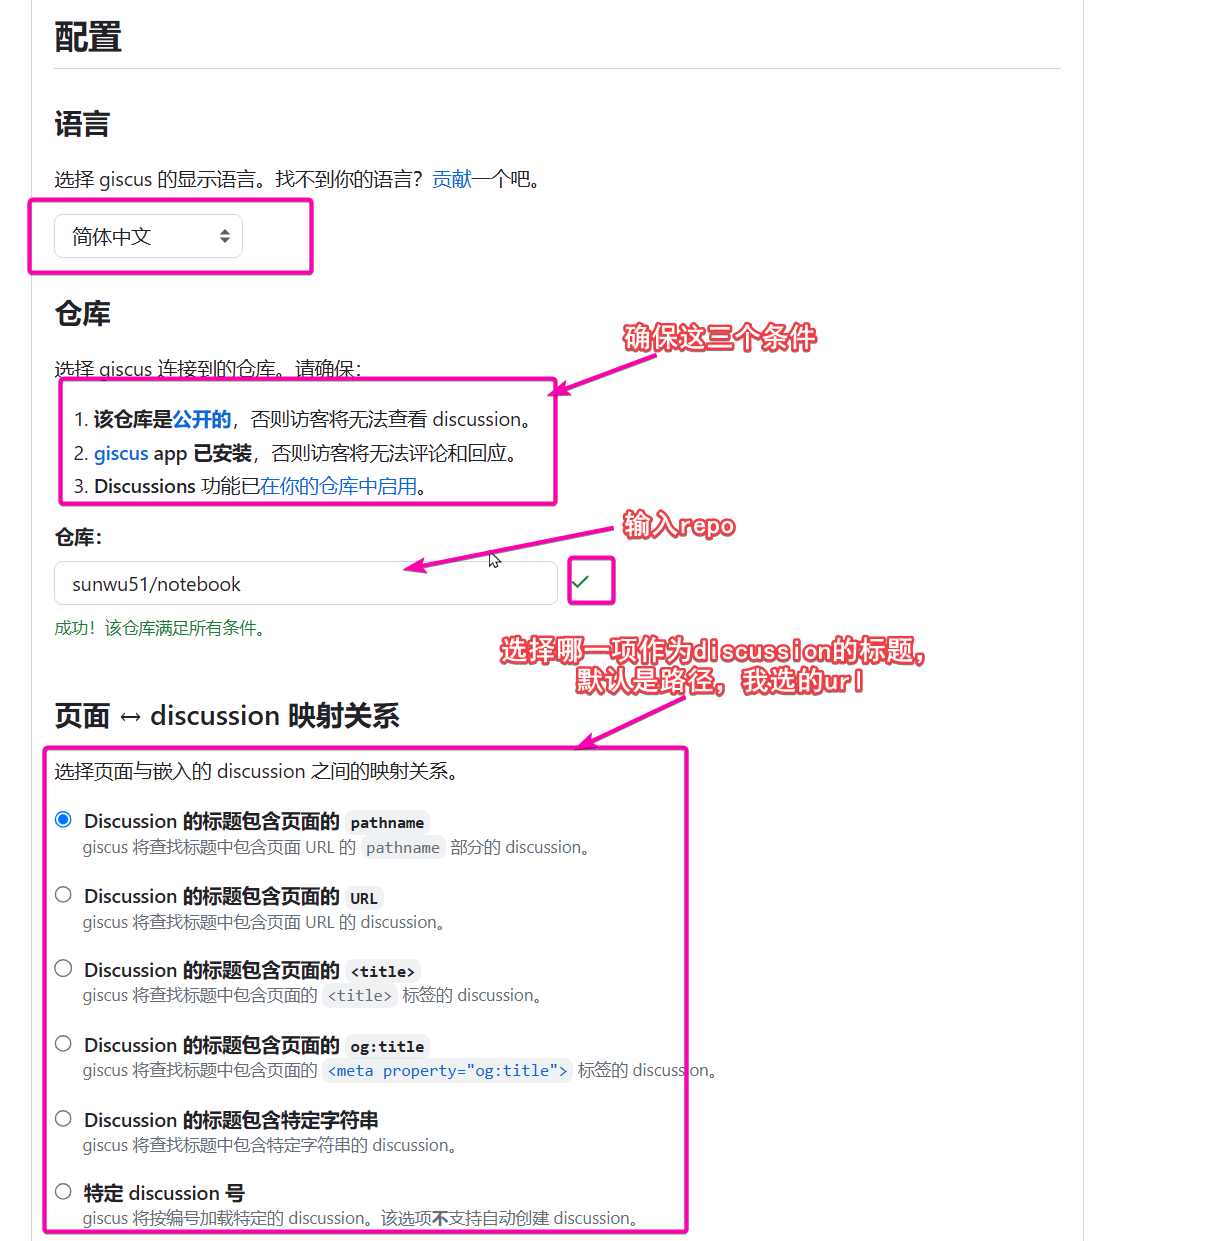 配置
语言
选择 giscus 的显示语言。找不到你的语言？贡献一个吧。
简体中文
仓库
确保这三个条件
选择 giscus 连接到的仓库。请确保：
1. 该仓库是公开的，否则访客将无法查看 discussion。
2. giscus app 已安装，否则访客将无法评论和回应。
3. Discussions 功能已在你的仓库中启用。
输入repo
仓库：
sunwu51/notebook
成功！该仓库满足所有条件。
选择哪一项作为discussion的标题，
默认是路径，我选的url
页面 ↔ discussion 映射关系
选择页面与嵌入的 discussion 之间的映射关系。
Discussion 的标题包含页面的 pathname
giscus 将查找标题中包含页面 URL 的 pathname 部分的 discussion。
Discussion 的标题包含页面的 URL
giscus 将查找标题中包含页面 URL 的 discussion。
Discussion 的标题包含页面的 <title>
giscus 将查找标题中包含页面的 <title> 标签的 discussion。
Discussion 的标题包含页面的 og:title
giscus 将查找标题中包含页面的 <meta property="og:title"> 标签的 discussion。
Discussion 的标题包含特定字符串
giscus 将查找标题中包含特定字符串的 discussion。
特定 discussion 号
giscus 将按编号加载特定的 discussion。该选项不支持自动创建 discussion。